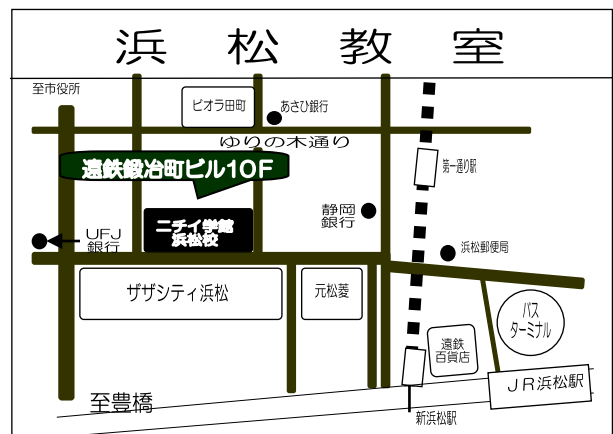 浜松教室
至市役所
ビオラ田町
あさひ銀行
ゆりの木通り
第一通り駅
遠鉄鍛冶町ビル10F
ニチイ学館
浜松校
静岡
銀行
UFJ
銀行
浜松郵便局
ザザシティ浜松
元松菱
バス
ターミナル
遠鉄
百貨店
JR浜松駅
至豊橋
新浜松駅